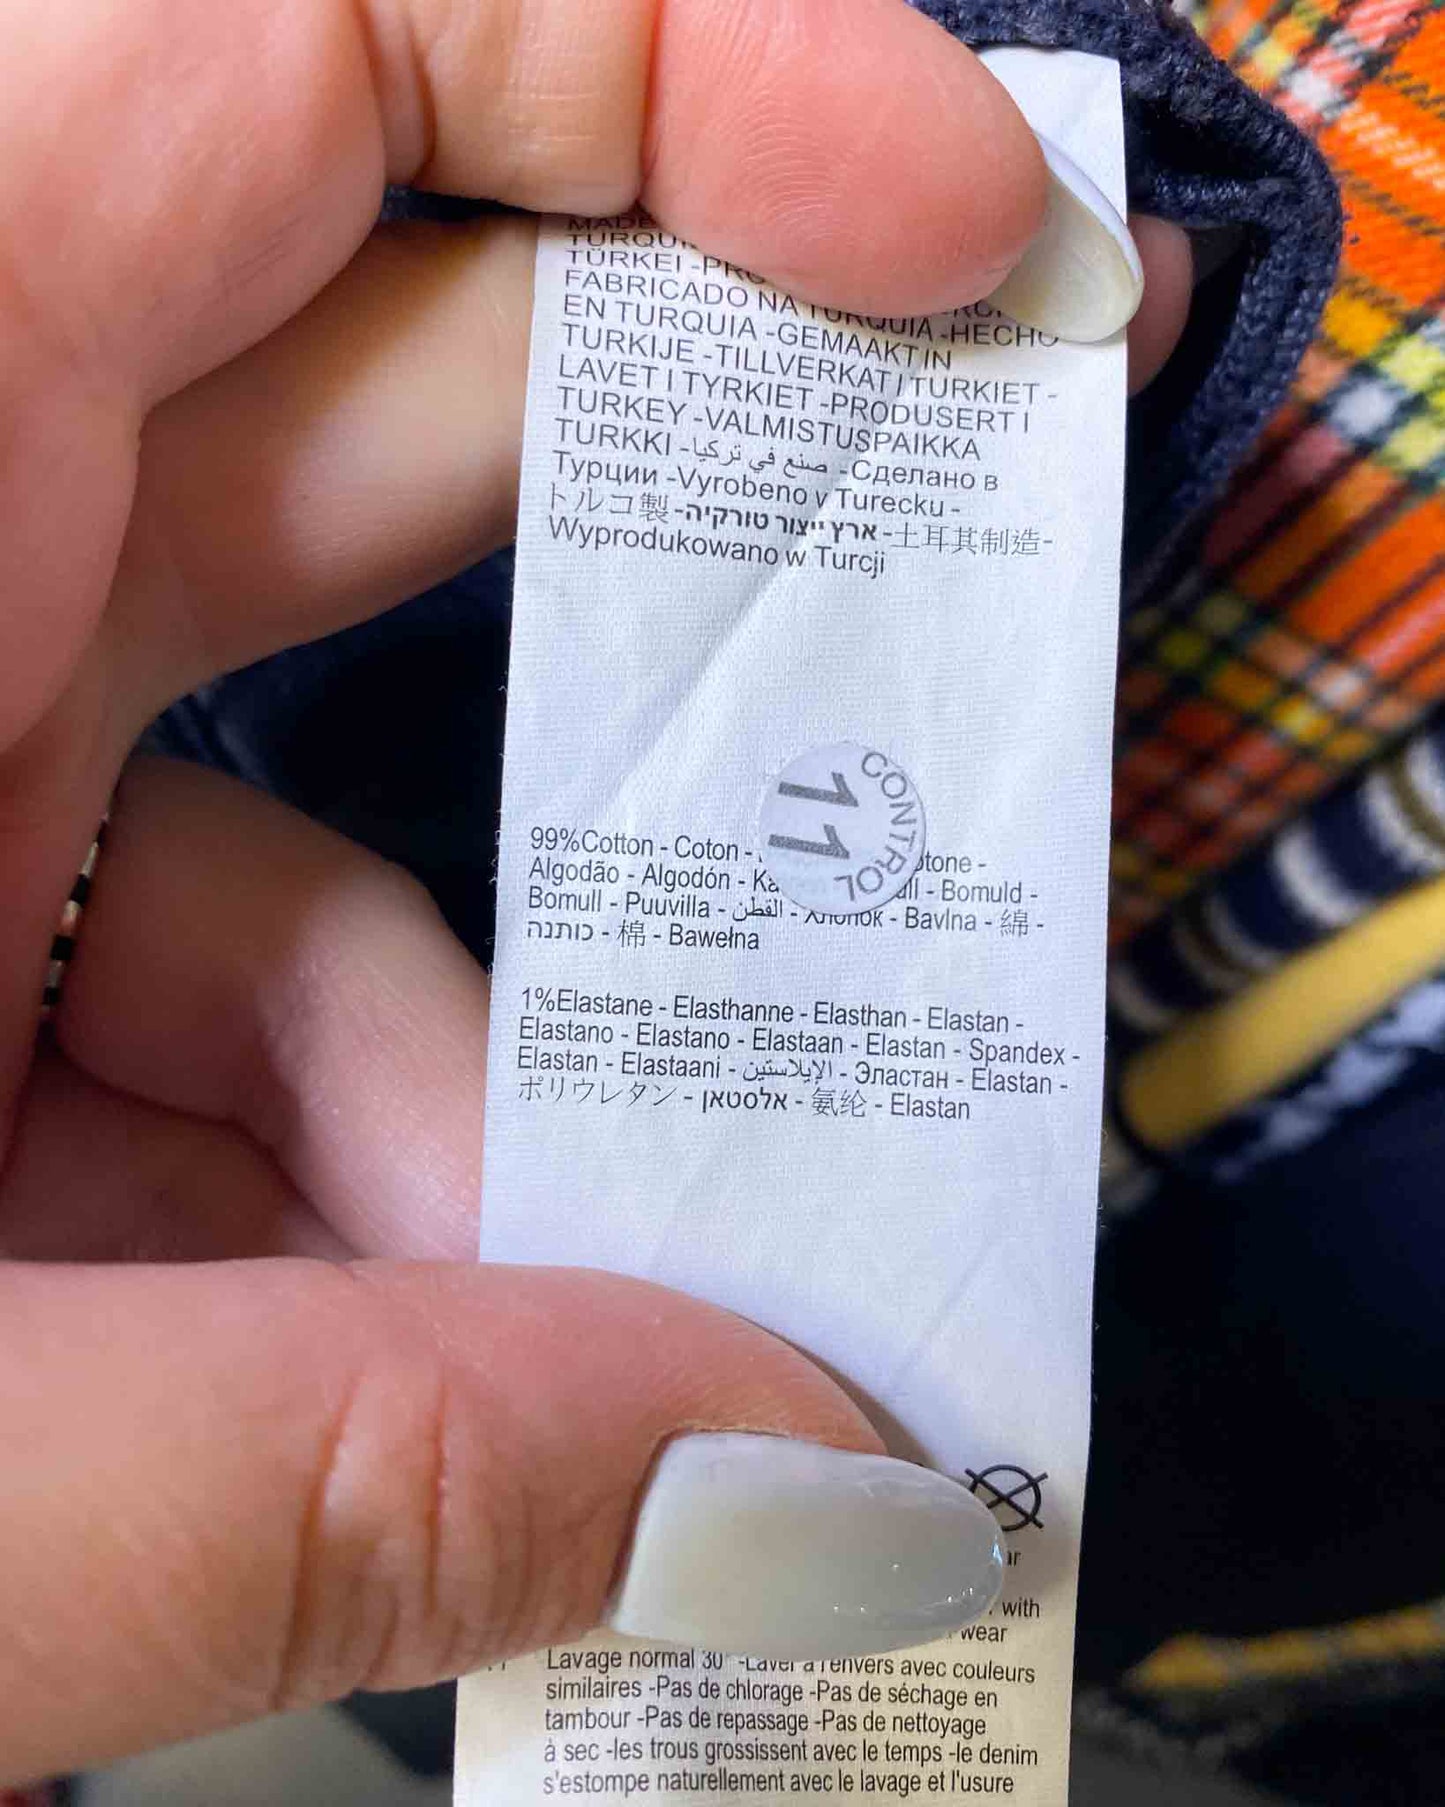 MADE
TÜRKEI -PRO
FABRICADO NA TURQUIA -HECHO
EN TURQUIA -GEMAAKT IN
TURKIJE -TILLVERKAT I TURKIET -
LAVET I TYRKIET -PRODUSERT I
TURKEY -VALMISTUSPAIKKA
TURKKI - صنع في تركيا -Сделано в
Турции -Vyrobeno v Turecku -
トルコ製 -ארץ ייצור טורקיה -土耳其制造-
Wyprodukowano w Turcji
CONTROL
11
99%Cotton - Coton -
Algodão - Algodón - - Bomuld -
Bomull - Puuvilla - القطن - Хлопок - Bavlna - 綿 -
כותנה - 棉 - Bawełna
1%Elastane - Elasthanne - Elasthan - Elastan -
Elastano - Elastano - Elastaan - Elastan - Spandex -
Elastan - Elastaani - الإيلاستين - Эластан - Elastan -
ポリウレタン - אלסטאן - 氨纶 - Elastan
with
wear
Lavage normal 30° -Laver à l'envers avec couleurs
similaires -Pas de chlorage -Pas de séchage en
tambour -Pas de repassage -Pas de nettoyage
à sec -les trous grossissent avec le temps -le denim
s'estompe naturellement avec le lavage et l'usure